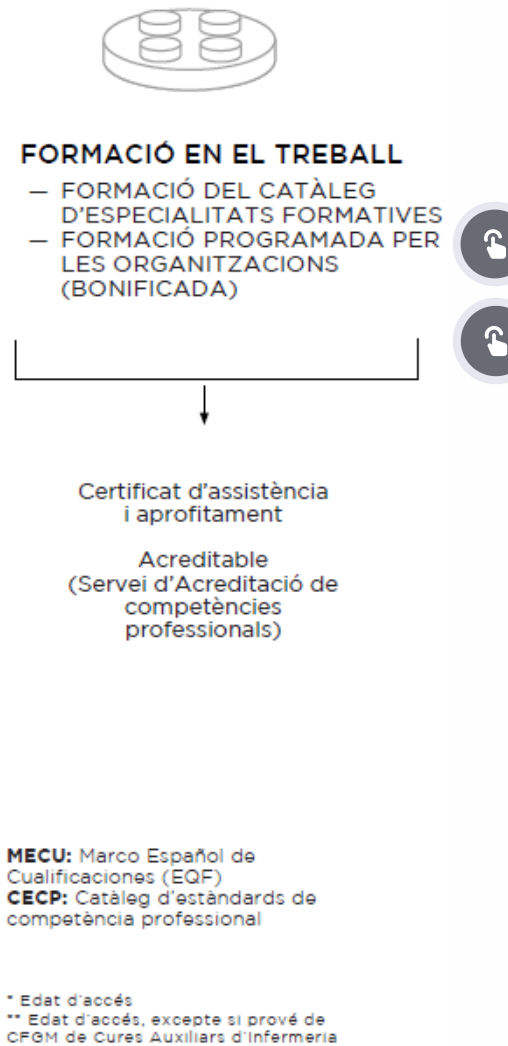 FORMACIÓ EN EL TREBALL
— FORMACIÓ DEL CATÀLEG
D'ESPECIALITATS FORMATIVES
— FORMACIÓ PROGRAMADA PER
LES ORGANITZACIONS
(BONIFICADA)
Certificat d'assistència
i aprofitament
Acreditable
(Servei d'Acreditació de
competències
professionals)
MECU: Marco Español de
Cualificaciones (EQF)
CECP: Catàleg d'estàndards de
competència professional
* Edat d'accés
** Edat d'accés, excepte si prové de
CFGM de Cures Auxiliars d'Infermeria